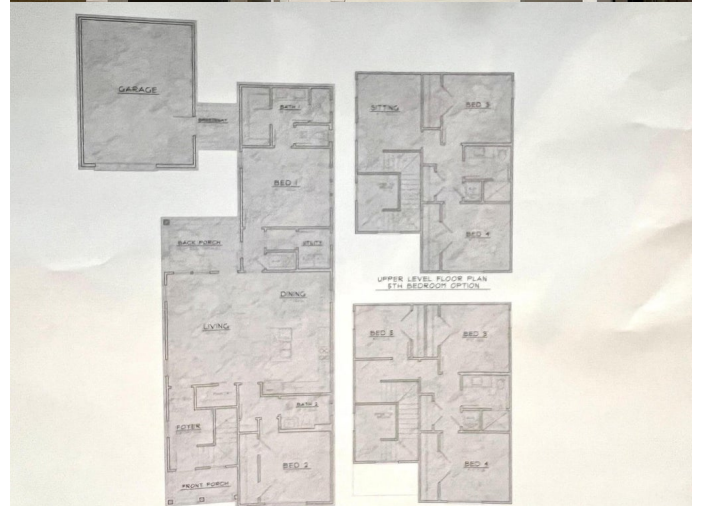 GARAGE
BATH 1
BED 1
BACK PORCH
UTILITY
DINING
LIVING
BATH 2
FOYER
BED 2
FRONT PORCH
SITTING
BED 3
BED 4
UPPER LEVEL FLOOR PLAN
5TH BEDROOM OPTION
BED 5
BED 3
BED 4